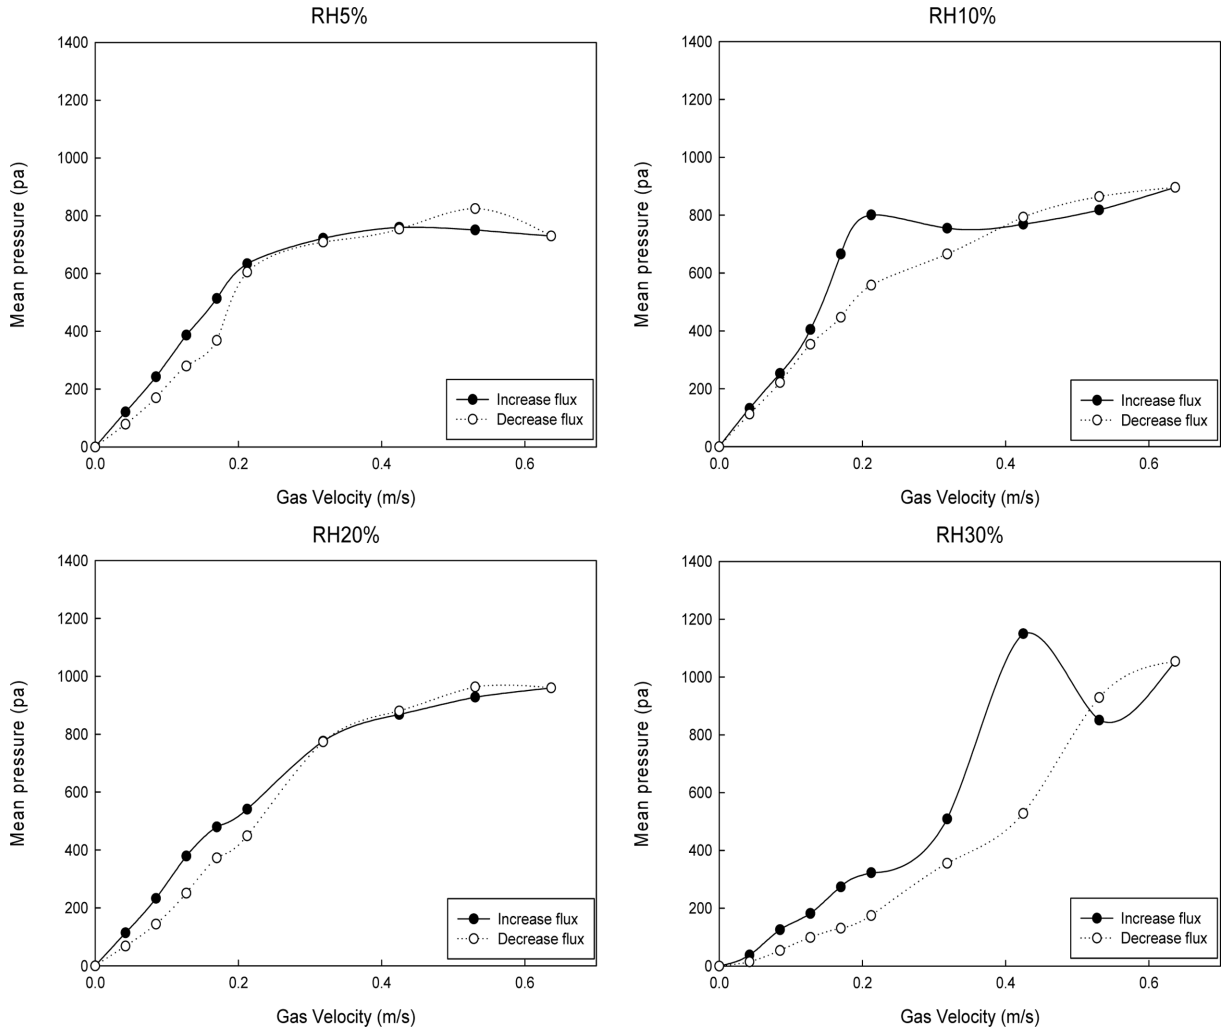 RH5%
1400
1200
1000
800
600
400
200
0
Mean pressure (pa)
0.0 0.2 0.4 0.6
Gas Velocity (m/s)
Increase flux
Decrease flux
RH10%
1400
1200
1000
800
600
400
200
0
Mean pressure (pa)
0.0 0.2 0.4 0.6
Gas Velocity (m/s)
Increase flux
Decrease flux
RH20%
1400
1200
1000
800
600
400
200
0
Mean pressure (pa)
0.0 0.2 0.4 0.6
Gas Velocity (m/s)
Increase flux
Decrease flux
RH30%
1400
1200
1000
800
600
400
200
0
Mean pressure (pa)
0.0 0.2 0.4 0.6
Gas Velocity (m/s)
Increase flux
Decrease flux